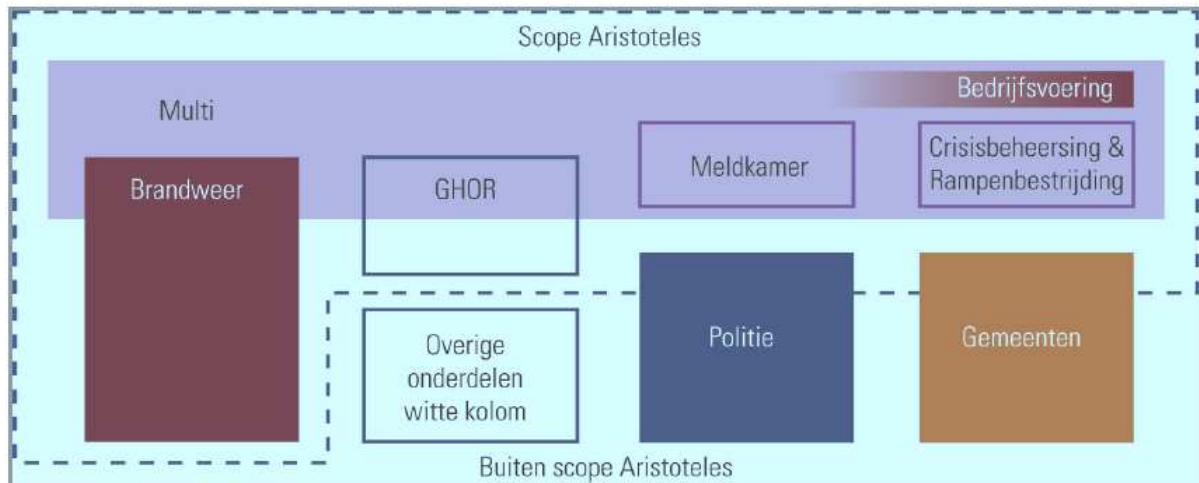 Scope Aristoteles
Multi
Bedrijfsvoering
Brandweer
GHOR
Meldkamer
Crisisbeheersing &
Rampenbestrijding
Overige
onderdelen
witte kolom
Politie
Gemeenten
Buiten scope Aristoteles